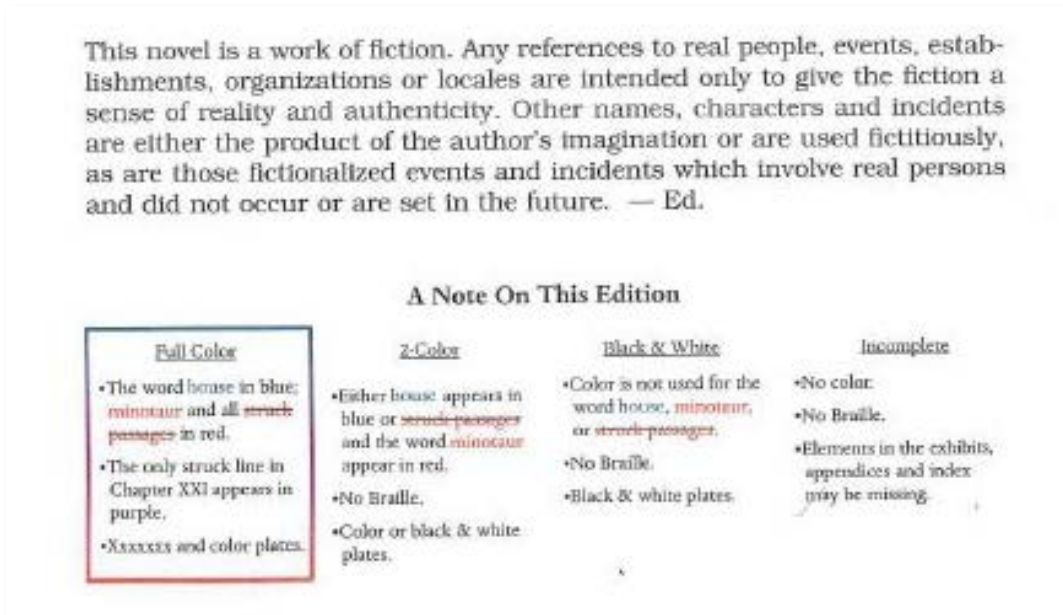 This novel is a work of fiction. Any references to real people, events, estab-
lishments, organizations or locales are intended only to give the fiction a
sense of reality and authenticity. Other names, characters and incidents
are either the product of the author's imagination or are used fictitiously,
as are those fictionalized events and incidents which involve real persons
and did not occur or are set in the future. — Ed.
A Note On This Edition
Full Color
•The word house in blue;
minotaur and all struck
passages in red.
•The only struck line in
Chapter XXI appears in
purple.
•Xxxxxxx and color plates.
2-Color
•Either house appears in
blue or struck passages
and the word minotaur
appear in red.
•No Braille.
•Color or black & white
plates.
Black & White
•Color is not used for the
word house, minotaur,
or struck passages.
•No Braille.
•Black & white plates.
Incomplete
•No color.
•No Braille.
•Elements in the exhibits,
appendices and index
may be missing.